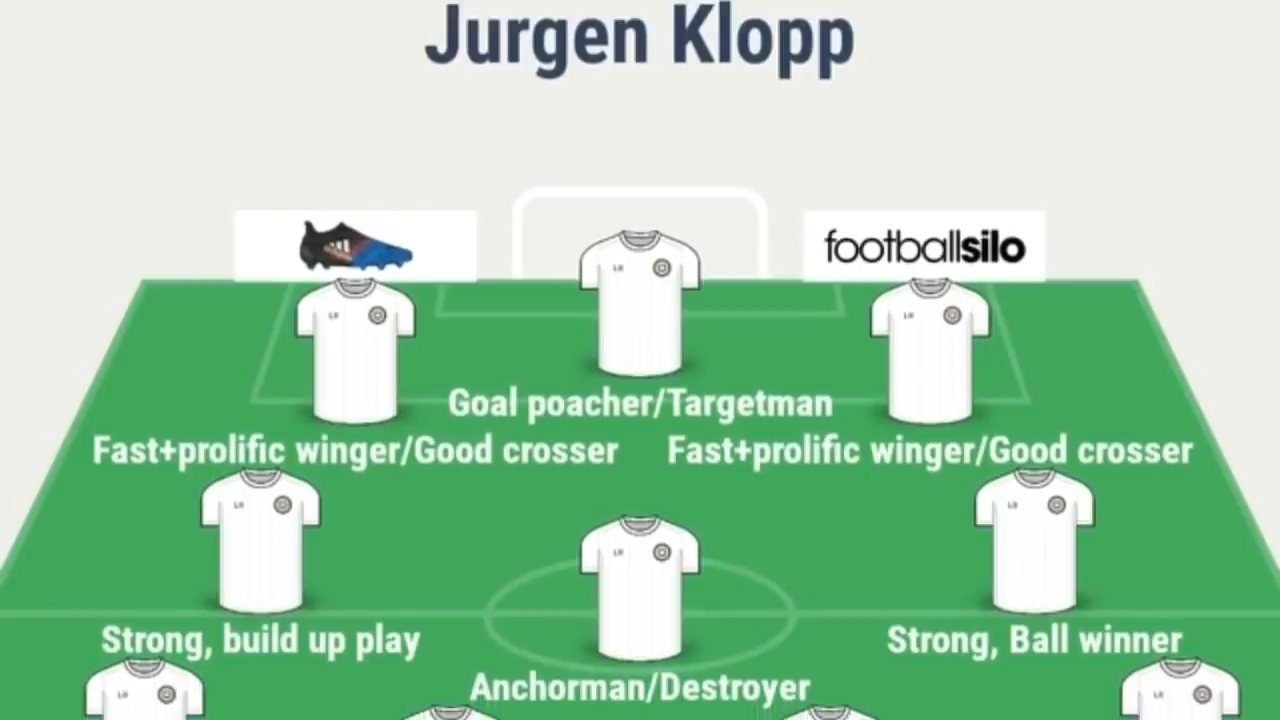 Jurgen Klopp
footballsilo
Goal poacher/Targetman
Fast+prolific winger/Good crosser
Fast+prolific winger/Good crosser
Strong, build up play
Strong, Ball winner
Anchorman/Destroyer